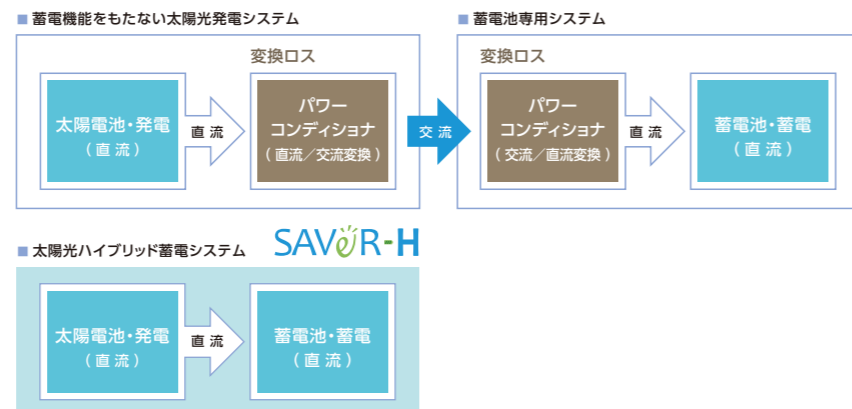 ■ 蓄電機能をもたない太陽光発電システム
変換ロス
太陽電池・発電
（ 直 流 ）
直 流
パワー
コンディショナ
（ 直流／交流変換 ）
交 流
■ 蓄電池専用システム
変換ロス
パワー
コンディショナ
（ 交流／直流変換 ）
直 流
蓄電池・蓄電
（ 直 流 ）
■ 太陽光ハイブリッド蓄電システム
SAVeR-H
太陽電池・発電
（ 直 流 ）
直 流
蓄電池・蓄電
（ 直 流 ）